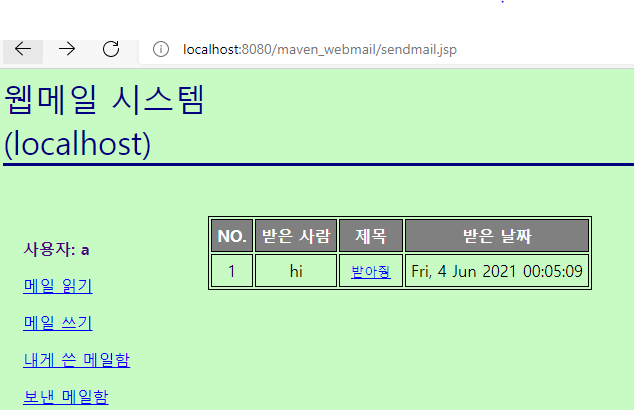 localhost:8080/maven_webmail/sendmail.jsp
웹메일 시스템
(localhost)
사용자: a
메일 읽기
메일 쓰기
내게 쓴 메일함
보낸 메일함
NO. 받은 사람 제목 받은 날짜
1 hi 받아줭 Fri, 4 Jun 2021 00:05:09